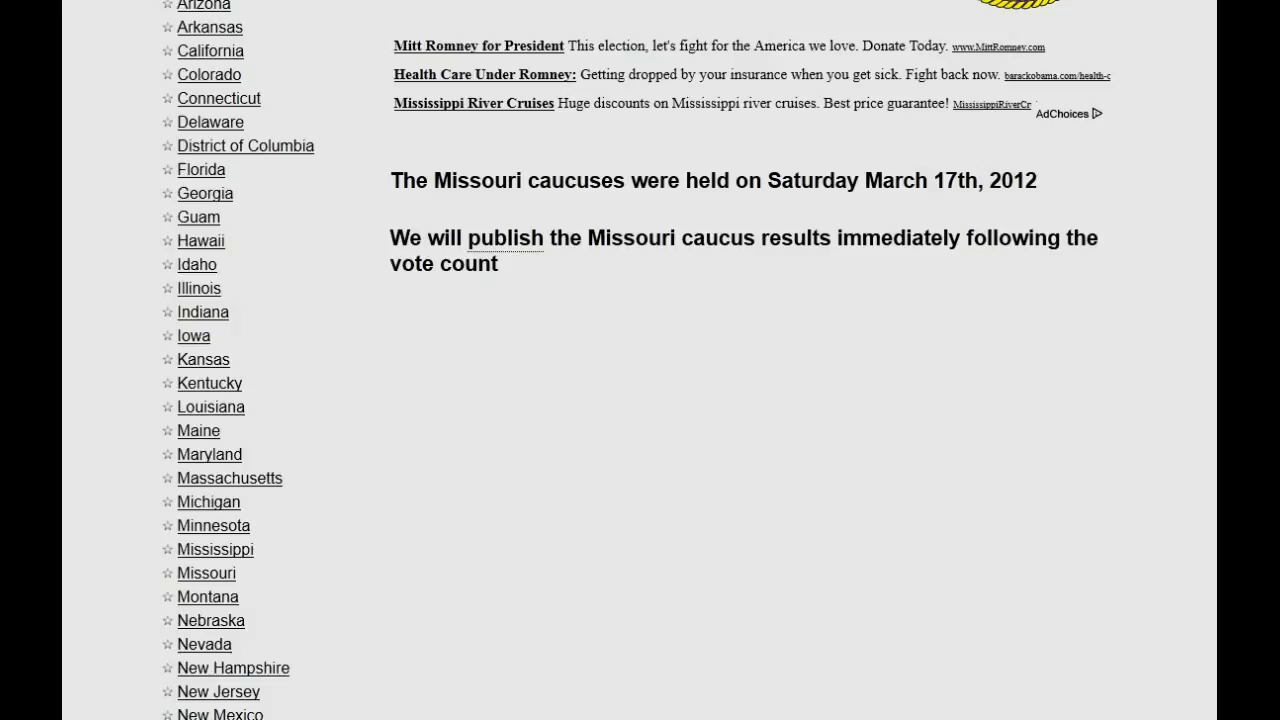 Arizona
Arkansas
California
Colorado
Connecticut
Delaware
District of Columbia
Florida
Georgia
Guam
Hawaii
Idaho
Illinois
Indiana
Iowa
Kansas
Kentucky
Louisiana
Maine
Maryland
Massachusetts
Michigan
Minnesota
Mississippi
Missouri
Montana
Nebraska
Nevada
New Hampshire
New Jersey
New Mexico
Mitt Romney for President This election, let's fight for the America we love. Donate Today. www.MittRomney.com
Health Care Under Romney: Getting dropped by your insurance when you get sick. Fight back now. barackobama.com/health-c
Mississippi River Cruises Huge discounts on Mississippi river cruises. Best price guarantee! MississippiRiverCr
AdChoices
The Missouri caucuses were held on Saturday March 17th, 2012
We will publish the Missouri caucus results immediately following the
vote count